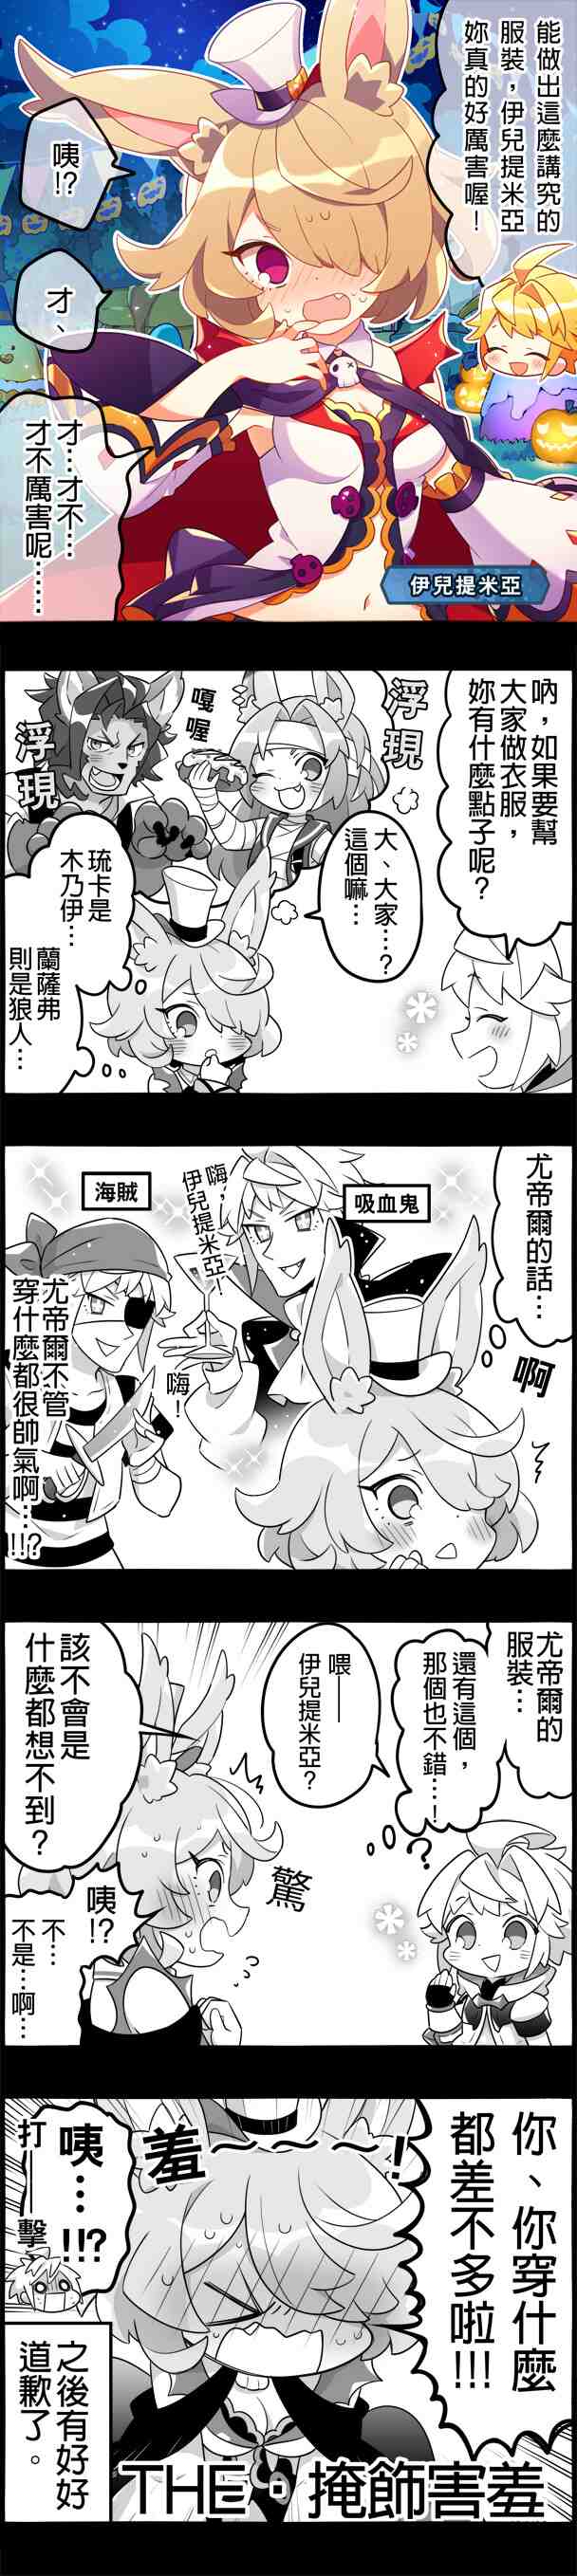 能做出這麼講究的
服裝，伊兒提米亞
妳真的好厲害喔！
咦!?
才、
才…才不…
才不厲害呢……
伊兒提米亞
吶，如果要幫
大家做衣服，
妳有什麼點子呢？
浮現
嘎喔
浮現
大、大家…？
這個嘛…
琉卡是
木乃伊…
蘭薩弗
則是狼人…
尤帝爾的話…
吸血鬼
嗨，
伊兒提米亞！
海賊
嗨！
啊
尤帝爾不管
穿什麼都很帥氣啊…!!!?
尤帝爾的
服裝…
還有這個，
那個也不錯…！
？
喂——
伊兒提米亞？
該不會是
什麼都想不到？
驚
咦!?
不…
不是…啊…
你、你穿什麼
都差不多啦!!!
羞～～～！
咦…!!?
打——擊
之後有好好
道歉了。
THE・掩飾害羞